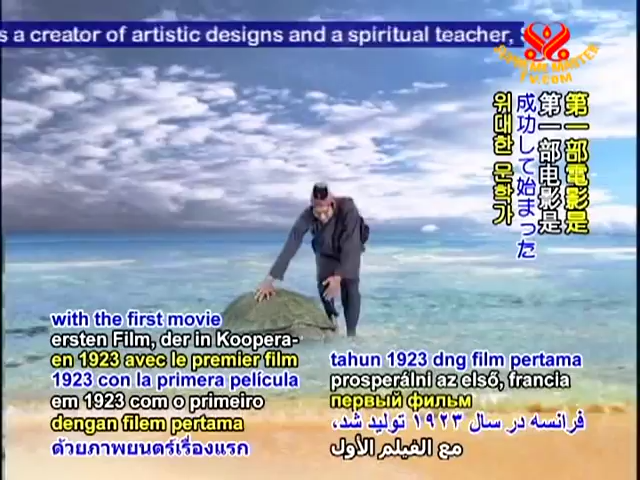 s a creator of artistic designs and a spiritual teacher, S
SUPREME MASTER
TV.COM
第一部電影是
第一部电影是
成功して始まった
위대한 문학가
with the first movie
ersten Film, der in Koopera-
en 1923 avec le premier film
1923 con la primera película
em 1923 com o primeiro
dengan filem pertama
ด้วยภาพยนตร์เรื่องแรก
tahun 1923 dng film pertama
prosperálni az első, francia
первый фильм
فرانسه در سال ۱۹۲۳ تولید شد،
مع الفيلم الأول